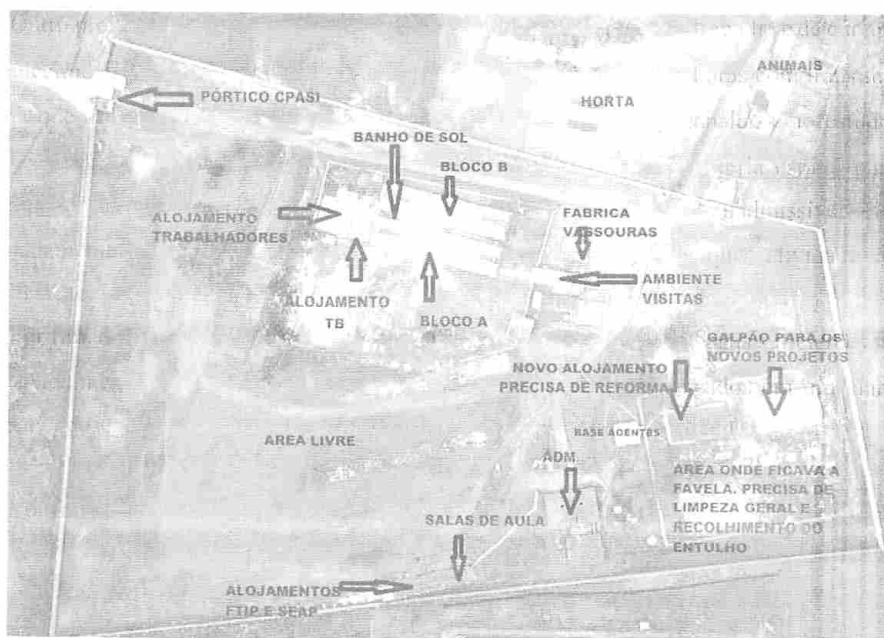 ANIMAIS
PÓRTICO CPASI
HORTA
BANHO DE SOL
BLOCO B
ALOJAMENTO
TRABALHADORES
FABRICA
VASSOURAS
AMBIENTE
VISITAS
ALOJAMENTO
TB
BLOCO A
GALPÃO PARA OS
NOVOS PROJETOS
NOVO ALOJAMENTO
PRECISA DE REFORMA
BASE AGENTES
AREA LIVRE
ADM
AREA ONDE FICAVA A
FAVELA. PRECISA DE
LIMPEZA GERAL E
RECOLHIMENTO DO
ENTULHO
SALAS DE AULA
ALOJAMENTOS
FTIP E SEAP